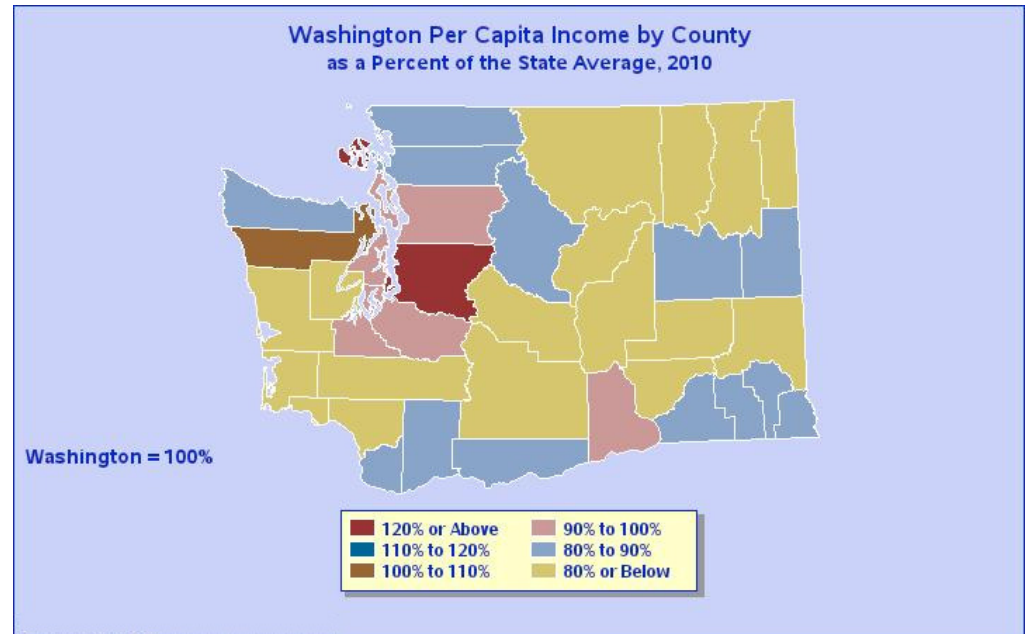 Washington Per Capita Income by County
as a Percent of the State Average, 2010
Washington = 100%
120% or Above
90% to 100%
110% to 120%
80% to 90%
100% to 110%
80% or Below